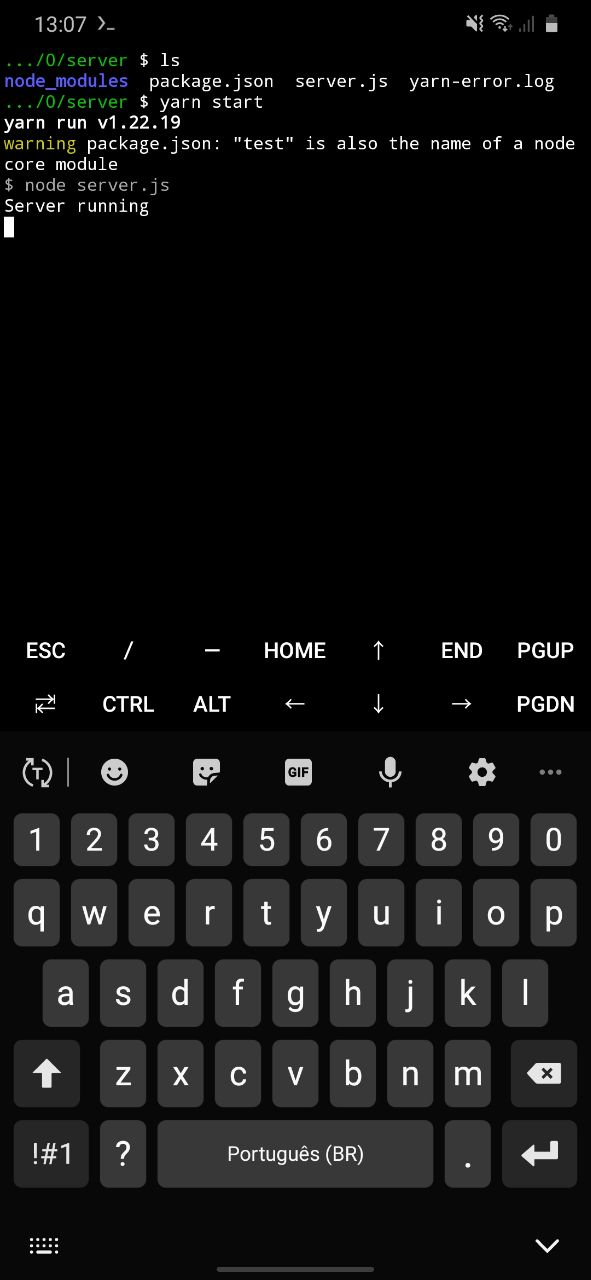 13:07
.../O/server $ ls
node_modules  package.json  server.js  yarn-error.log
.../O/server $ yarn start
yarn run v1.22.19
warning package.json: "test" is also the name of a node
core module
$ node server.js
Server running
ESC / — HOME ↑ END PGUP
⇄ CTRL ALT ← ↓ → PGDN
T GIF
1 2 3 4 5 6 7 8 9 0
q w e r t y u i o p
a s d f g h j k l
z x c v b n m
!#1 ? Português (BR) .